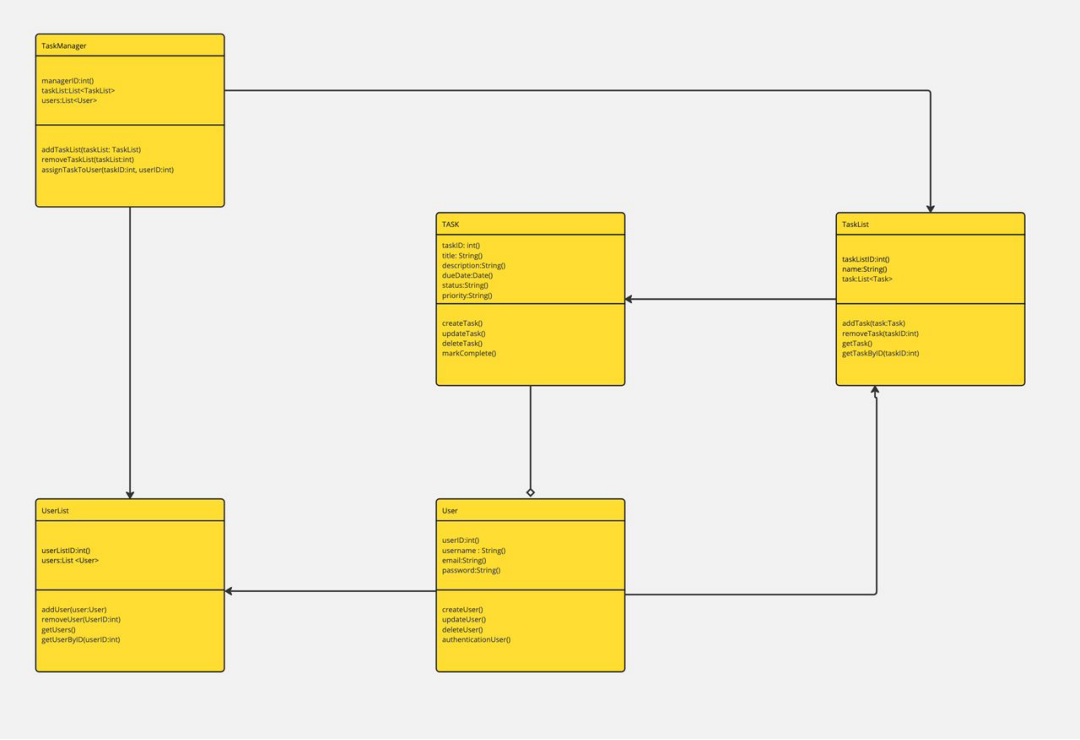 TaskManager
managerID:int()
taskList:List<TaskList>
users:List<User>
addTaskList(taskList: TaskList)
removeTaskList(taskList:int)
assignTaskToUser(taskID:int, userID:int)
TASK
taskID: int()
title: String()
description:String()
dueDate:Date()
status:String()
priority:String()
createTask()
updateTask()
deleteTask()
markComplete()
TaskList
taskListID:int()
name:String()
task:List<Task>
addTask(task:Task)
removeTask(taskID:int)
getTask()
getTaskByID(taskID:int)
UserList
userListID:int()
users:List <User>
addUser(user:User)
removeUser(UserID:int)
getUsers()
getUserByID(userID:int)
User
userID:int()
username : String()
email:String()
password:String()
createUser()
updateUser()
deleteUser()
authenticationUser()